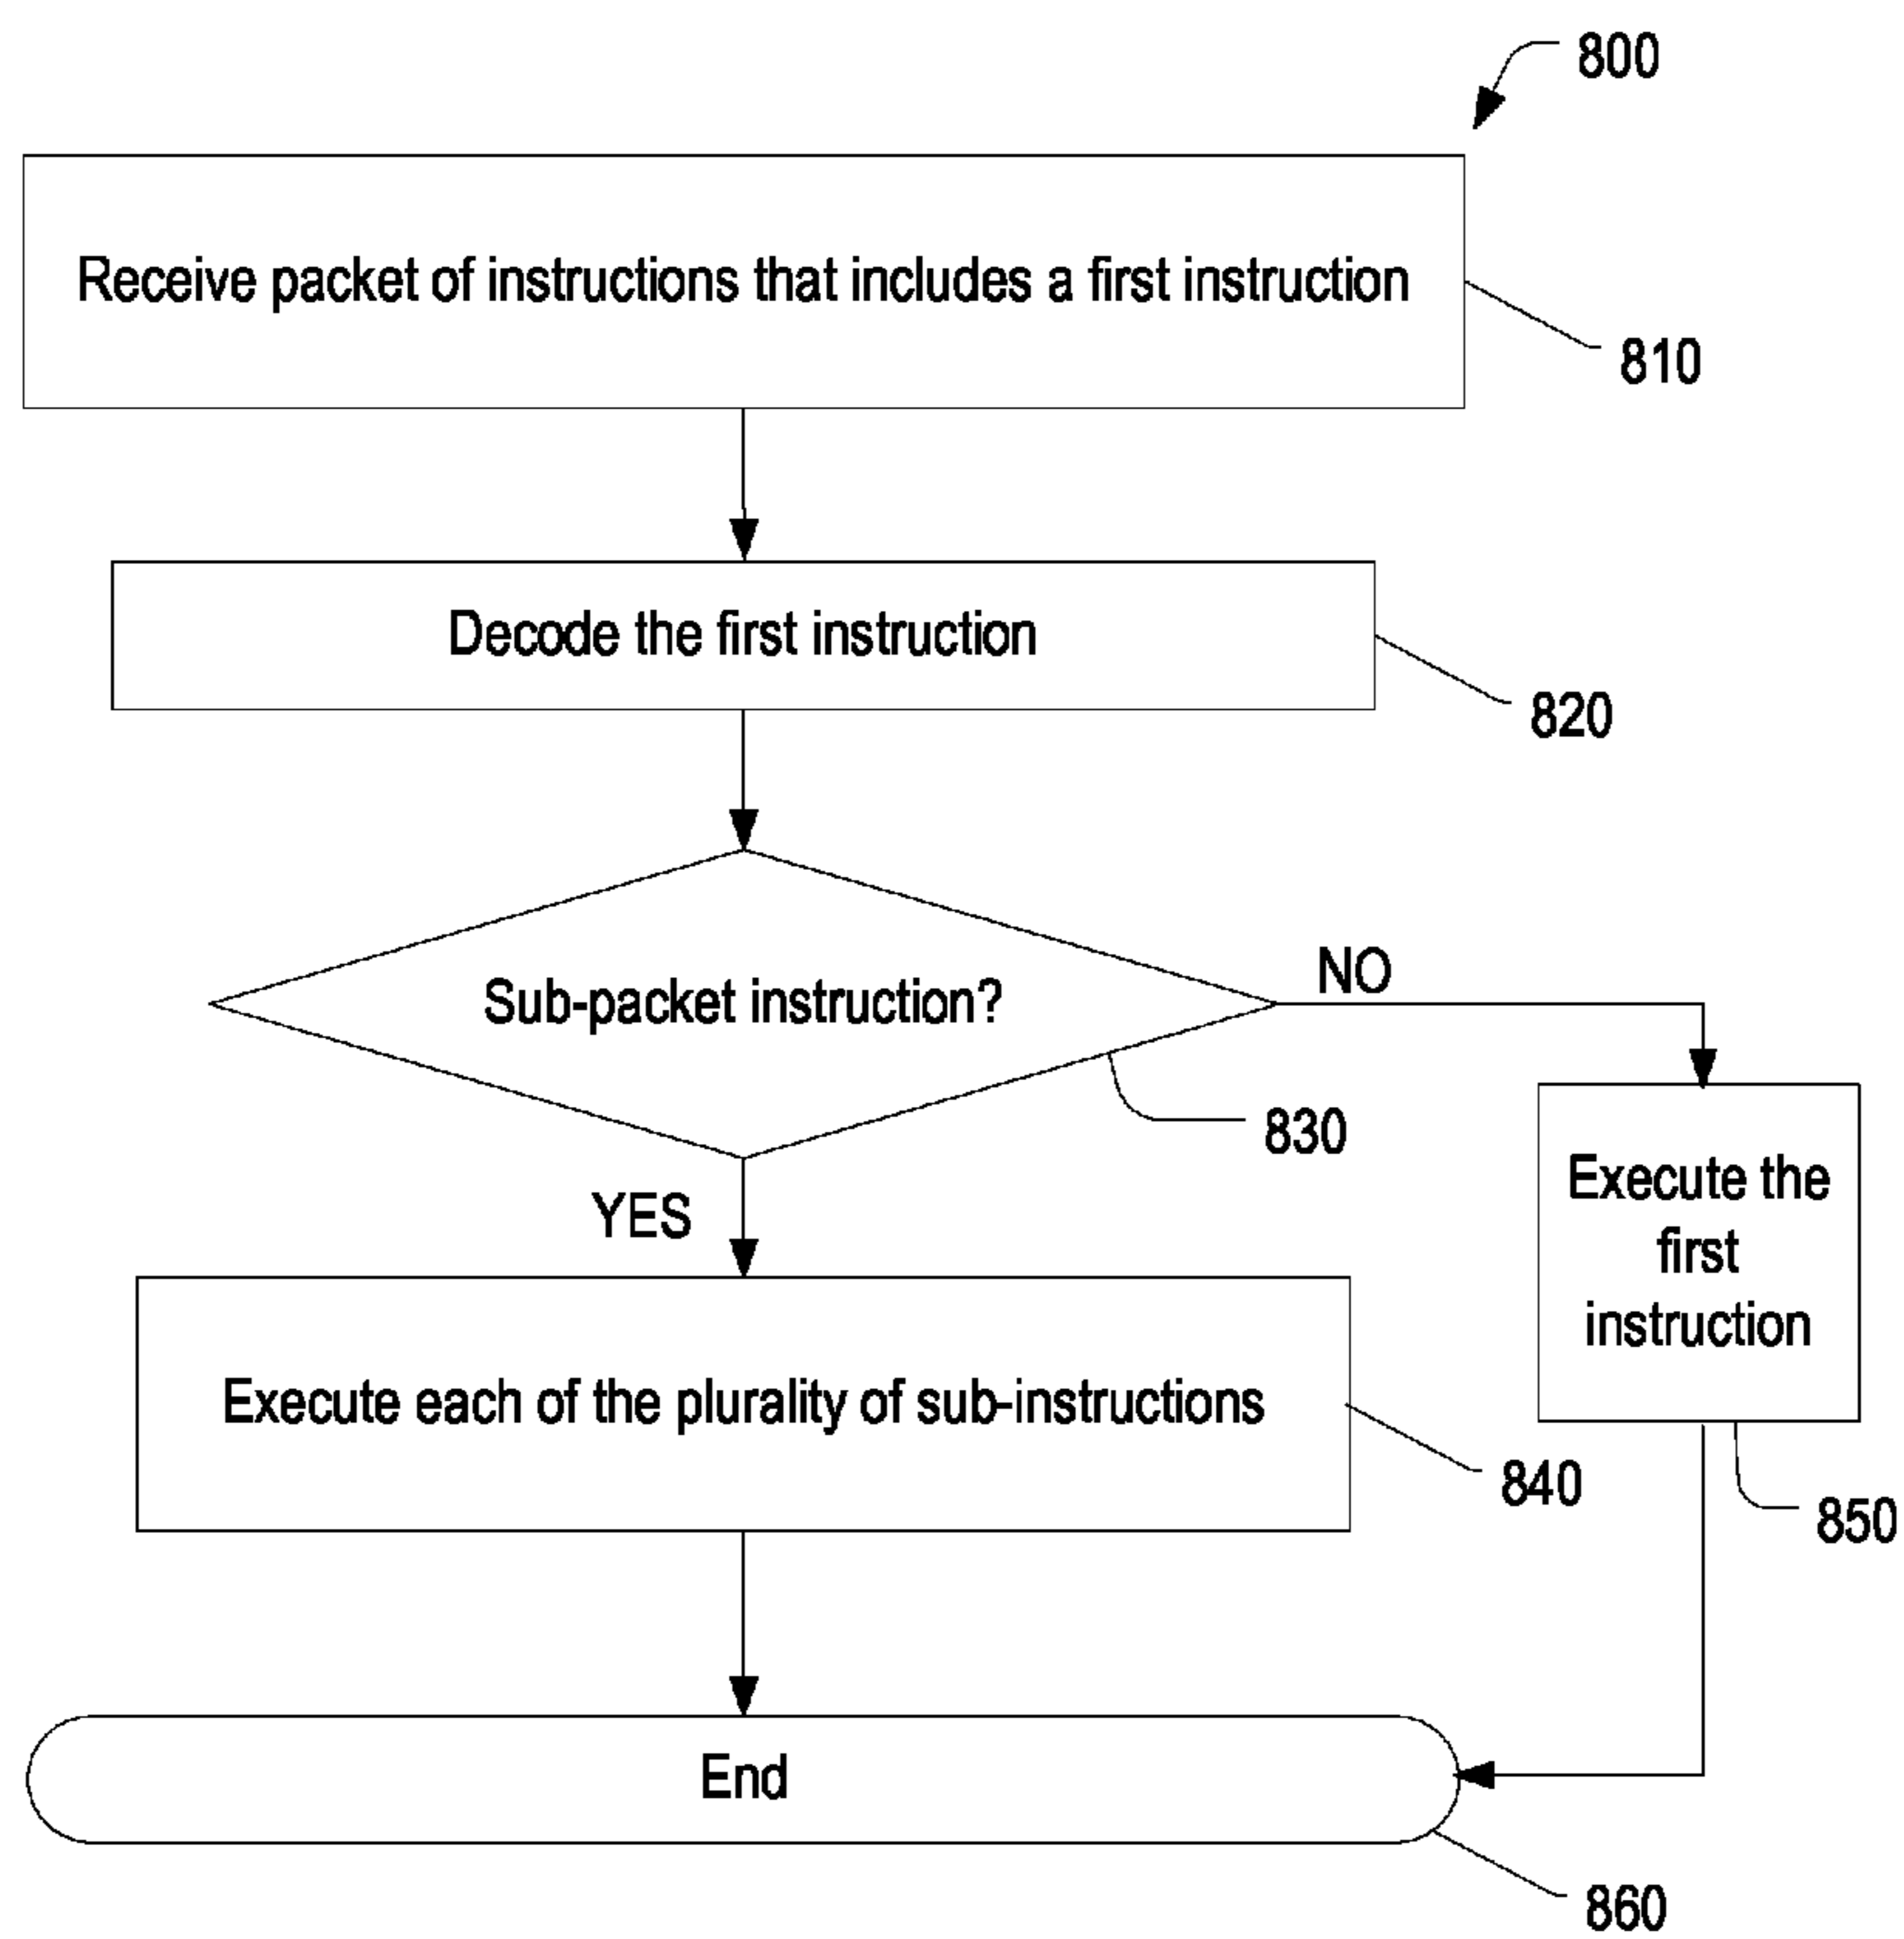 800
Receive packet of instructions that includes a first instruction
810
Decode the first instruction
820
Sub-packet instruction?
NO
830
YES
Execute the
first
instruction
Execute each of the plurality of sub-instructions
840
850
End
860